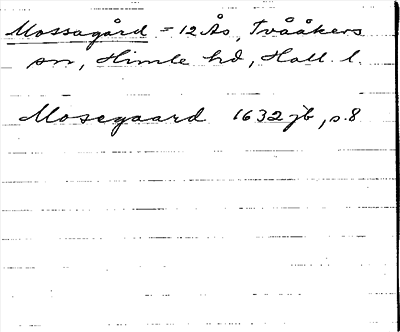 Mossagård = 12 Ås, Tvååkers
sn, Himle hd, Hall. l.
Mosegaard 1632 jb, s. 8